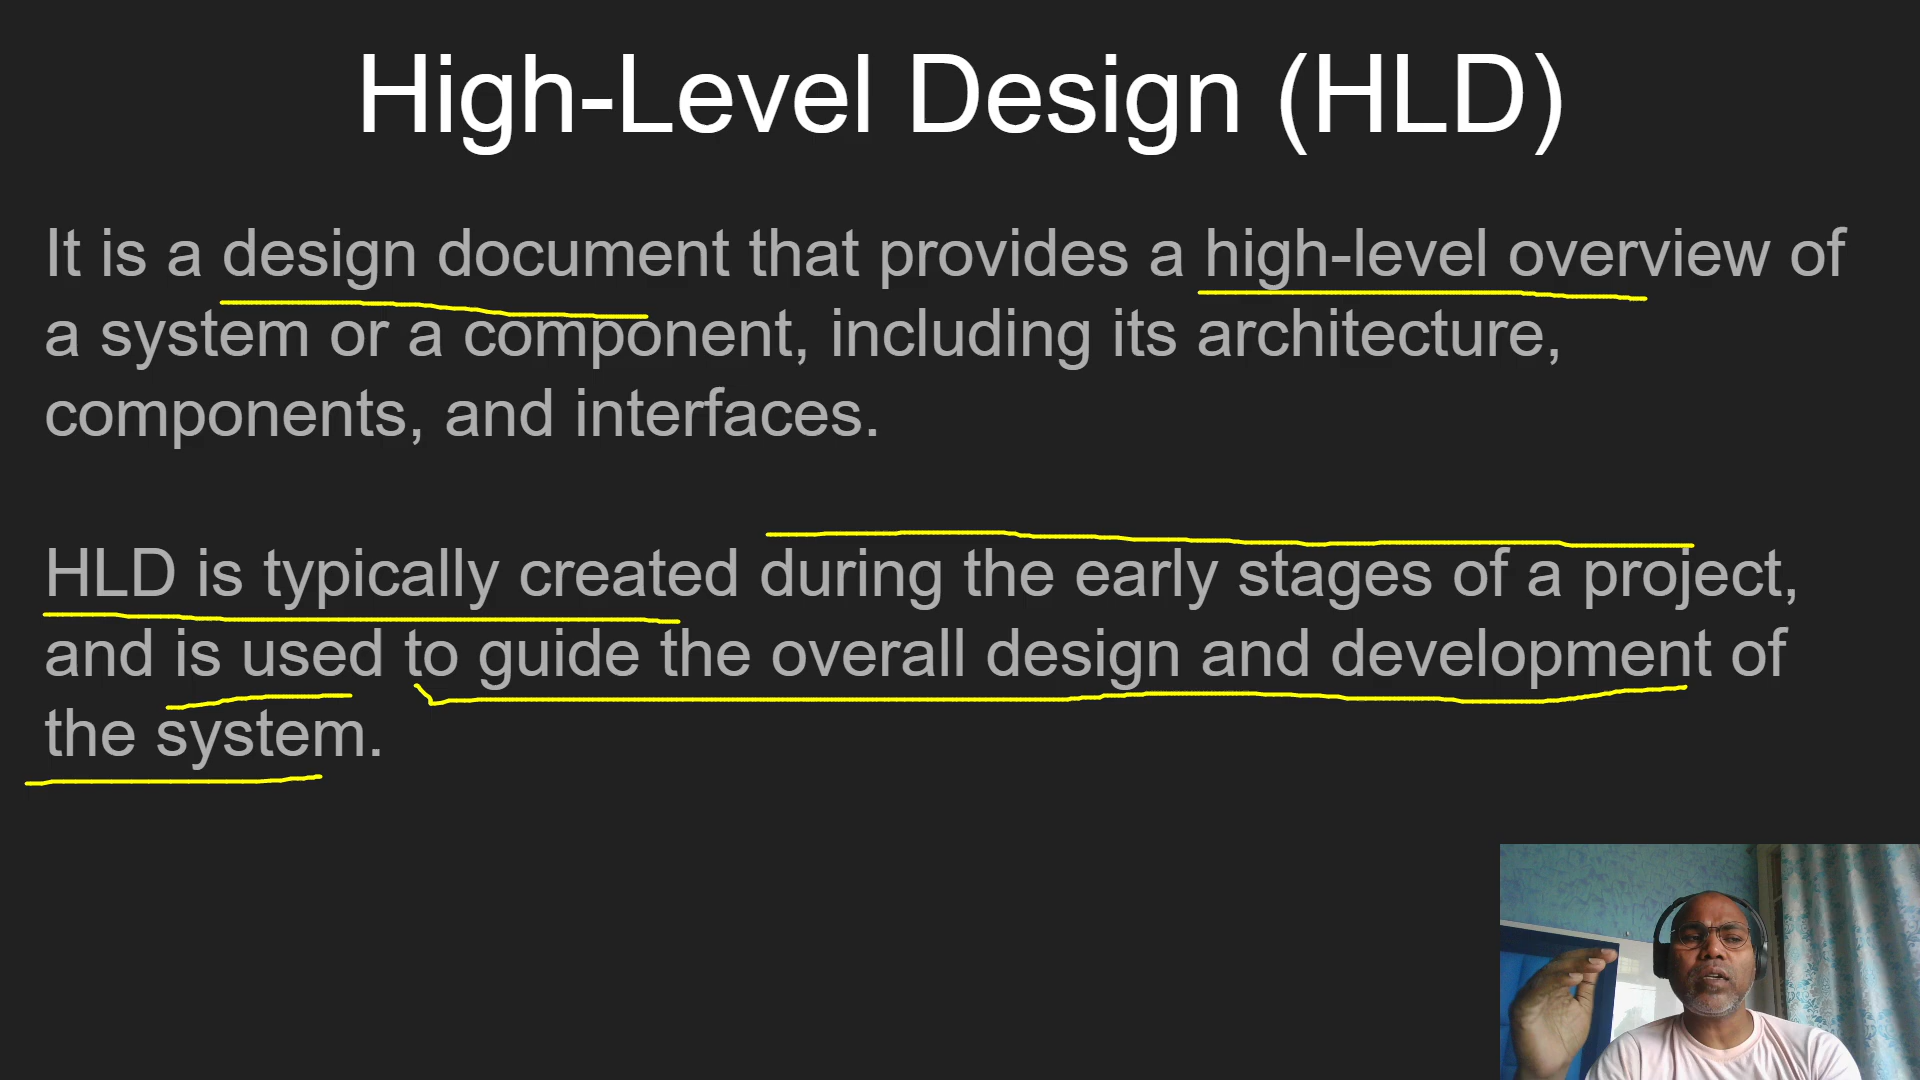 High-Level Design (HLD)
It is a design document that provides a high-level overview of
a system or a component, including its architecture,
components, and interfaces.
HLD is typically created during the early stages of a project,
and is used to guide the overall design and development of
the system.